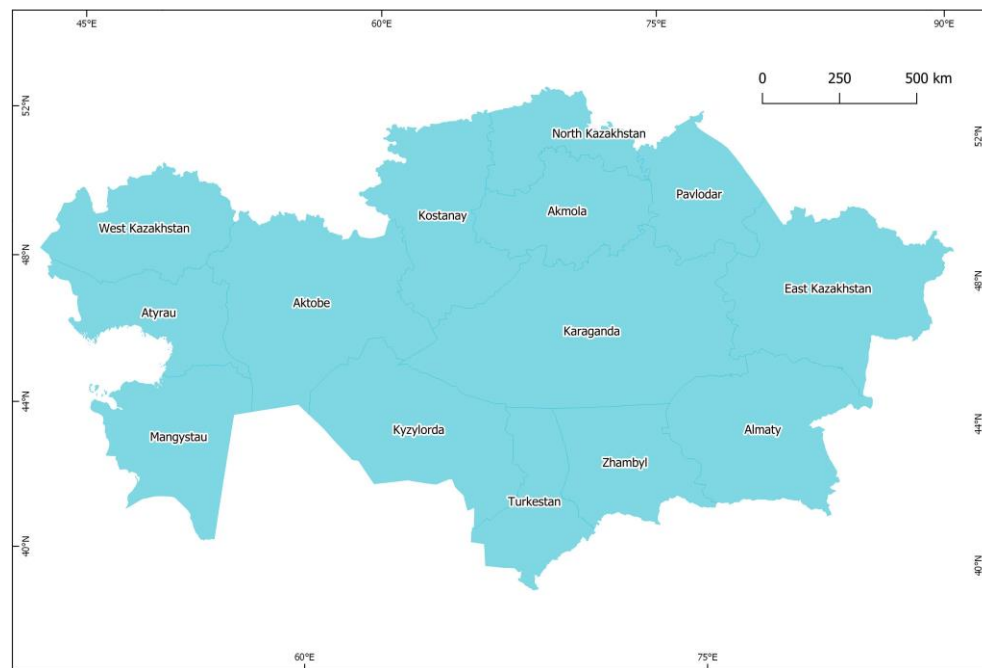 45°E 60°E 75°E 90°E
0 250 500 km
52°N
52°N
North Kazakhstan
Pavlodar
Akmola
Kostanay
West Kazakhstan
48°N
48°N
East Kazakhstan
Aktobe
Atyrau
Karaganda
44°N
44°N
Almaty
Kyzylorda
Mangystau
Zhambyl
Turkestan
40°N
40°N
60°E 75°E